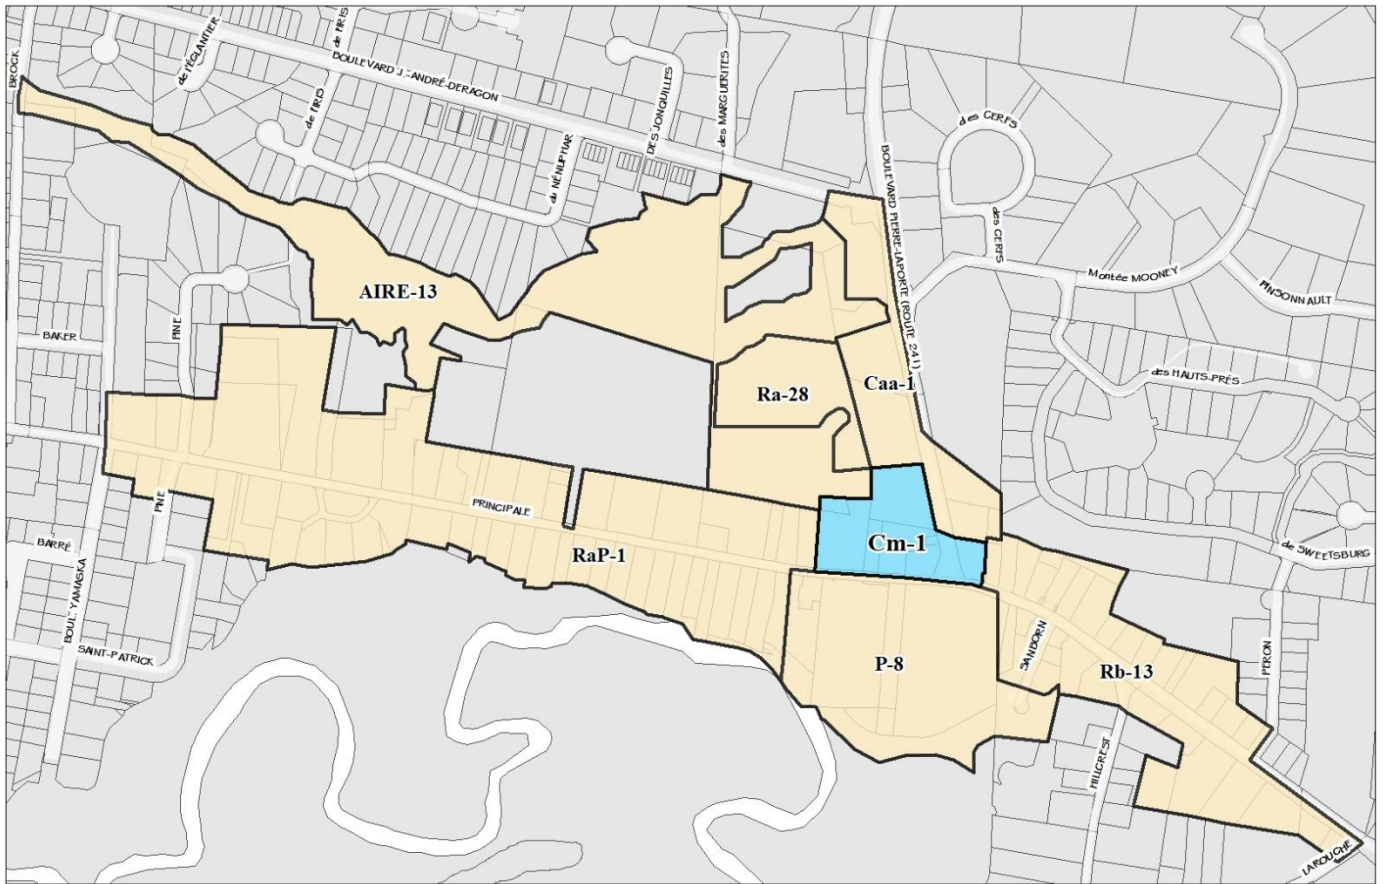 BROCK
de l'ÉGLANTIER
de l'IRIS
de l'IRIS
BOULEVARD J.-ANDRÉ-DERAGON
DES JONQUILLES
des MARGUERITES
du NÉNUPHAR
BOULEVARD PIERRE-LAPORTE (ROUTE 241)
des CERFS
des CERFS
Montée MOONEY
PINSONNAULT
AIRE-13
BAKER
PINE
Ra-28
Caa-1
des HAUTS-PRÉS
PRINCIPALE
PINE
BARRÉ
RaP-1
Cm-1
de SWEETSBURG
BOUL. YAMASKA
SAINT-PATRICK
P-8
SANBORN
Rb-13
PERON
HILLCREST
LAROUCHE